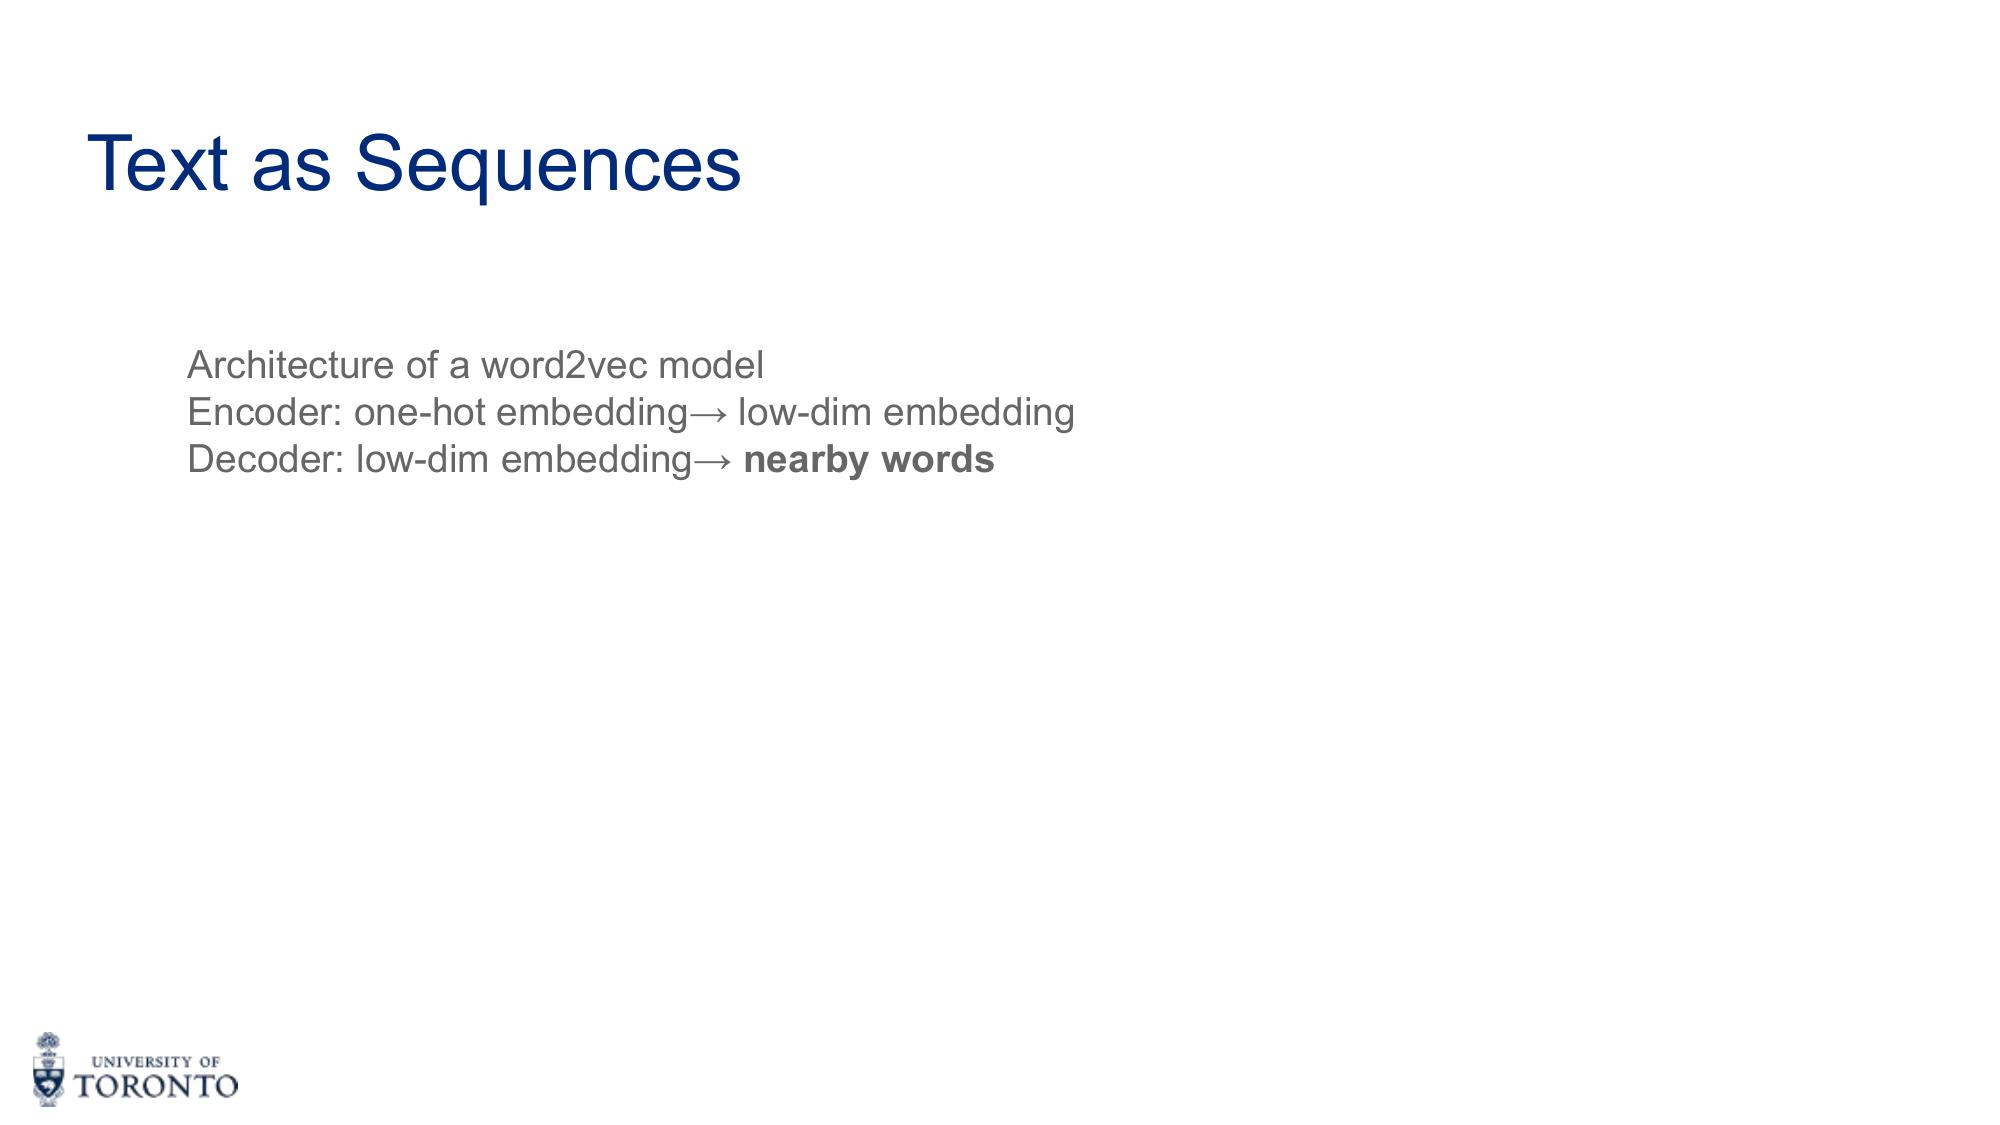 Text as Sequences
Architecture of a word2vec model
Encoder: one-hot embedding→ low-dim embedding
Decoder: low-dim embedding→ nearby words
UNIVERSITY OF
TORONTO